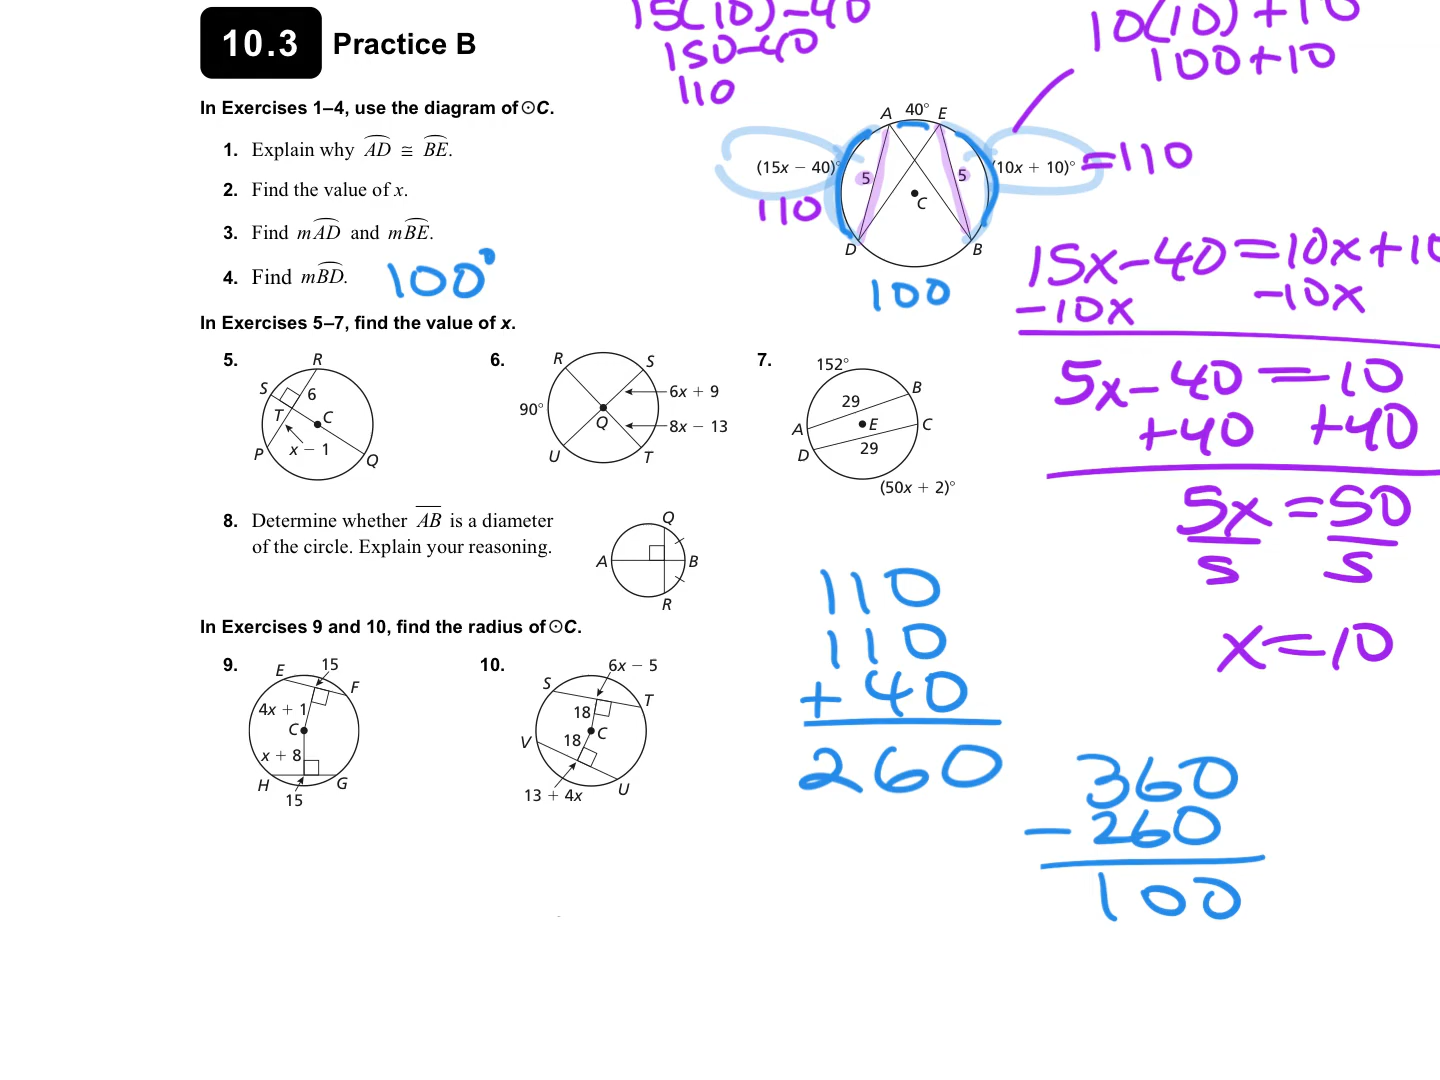 15(10)-40
150-40
110
10(10)+10
100+10
10.3 Practice B
In Exercises 1–4, use the diagram of ⊙C.
1. Explain why AD ≅ BE.
2. Find the value of x.
3. Find mAD and mBE.
4. Find mBD. 100°
A 40° E
(15x − 40)° 5 5 (10x + 10)° =110
110 C
D B
100
15x-40=10x+10
-10x -10x
5x-40=10
+40 +40
5x=50
5 5
x=10
In Exercises 5–7, find the value of x.
5. R
S 6
T C
P x − 1 Q
6. R S
90° 6x + 9
Q 8x − 13
U T
7. 152°
29 B
A E C
D 29
(50x + 2)°
8. Determine whether AB is a diameter
of the circle. Explain your reasoning.
Q
A B
R
110
110
+ 40
260
360
- 260
100
In Exercises 9 and 10, find the radius of ⊙C.
9. E 15
F
4x + 1
C
x + 8
H G
15
10. 6x − 5
S T
18
C
V 18
13 + 4x U